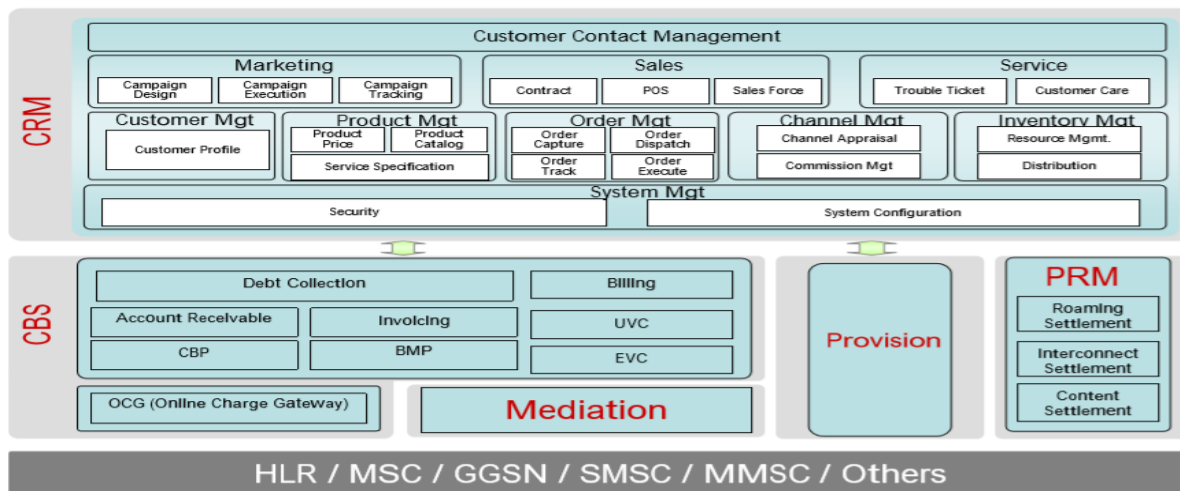 CRM
Customer Contact Management
Marketing
Campaign
Design
Campaign
Execution
Campaign
Tracking
Sales
Contract
POS
Sales Force
Service
Trouble Ticket
Customer Care
Customer Mgt
Customer Profile
Product Mgt
Product
Price
Product
Catalog
Service Specification
Order Mgt
Order
Capture
Order
Dispatch
Order
Track
Order
Execute
Channel Mgt
Channel Appraisal
Commission Mgt
Inventory Mgt
Resource Mgmt.
Distribution
System Mgt
Security
System Configuration
CBS
Debt Collection
Billing
Account Receivable
Invoicing
UVC
CBP
BMP
EVC
OCG (Online Charge Gateway)
Mediation
Provision
PRM
Roaming
Settlement
Interconnect
Settlement
Content
Settlement
HLR / MSC / GGSN / SMSC / MMSC / Others